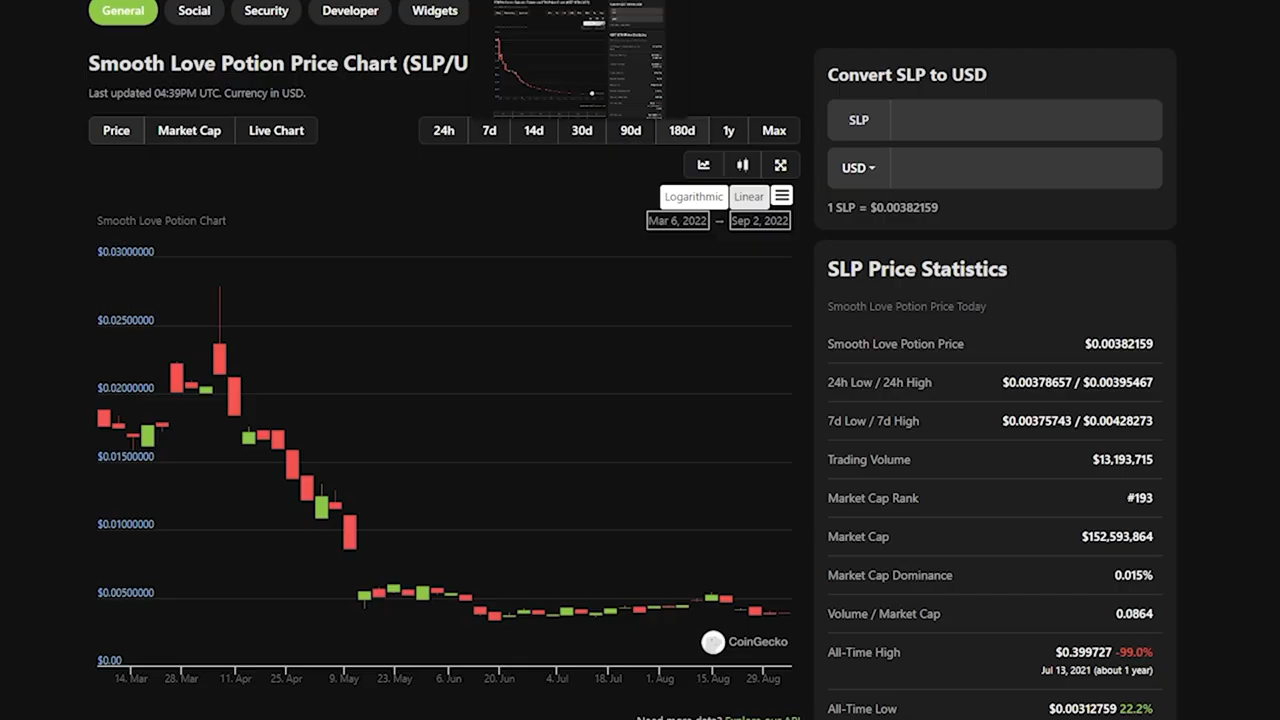 General Social Security Developer Widgets
Smooth Love Potion Price Chart (SLP/U
Last updated 04:39PM UTC. Currency in USD.
Price Market Cap Live Chart
24h 7d 14d 30d 90d 180d 1y Max
Logarithmic Linear
Mar 6, 2022 → Sep 2, 2022
Smooth Love Potion Chart
$0.03000000
$0.02500000
$0.02000000
$0.01500000
$0.01000000
$0.00500000
$0.00
CoinGecko
14. Mar 28. Mar 11. Apr 25. Apr 9. May 23. May 6. Jun 20. Jun 4. Jul 18. Jul 1. Aug 15. Aug 29. Aug
Need more data? Explore our API
Convert SLP to USD
SLP
USD
1 SLP = $0.00382159
SLP Price Statistics
Smooth Love Potion Price Today
Smooth Love Potion Price $0.00382159
24h Low / 24h High $0.00378657 / $0.00395467
7d Low / 7d High $0.00375743 / $0.00428273
Trading Volume $13,193,715
Market Cap Rank #193
Market Cap $152,593,864
Market Cap Dominance 0.015%
Volume / Market Cap 0.0864
All-Time High $0.399727 -99.0%
Jul 13, 2021 (about 1 year)
All-Time Low $0.00312759 22.2%